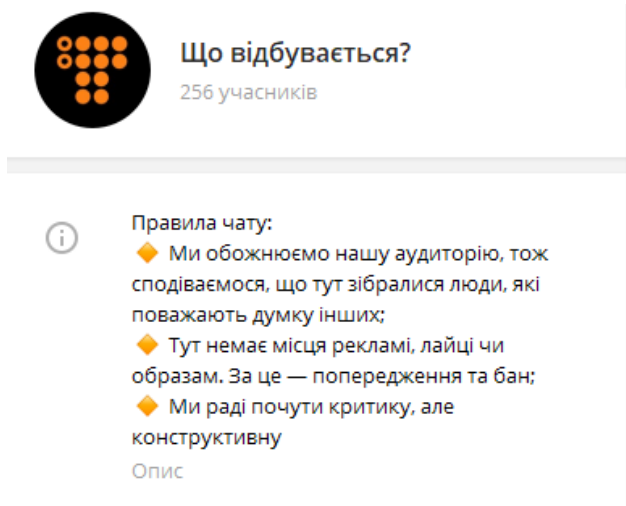 Що відбувається?
256 учасників
Правила чату:
🔸 Ми обожнюємо нашу аудиторію, тож
сподіваємося, що тут зібралися люди, які
поважають думку інших;
🔸 Тут немає місця рекламі, лайці чи
образам. За це — попередження та бан;
🔸 Ми раді почути критику, але
конструктивну
Опис